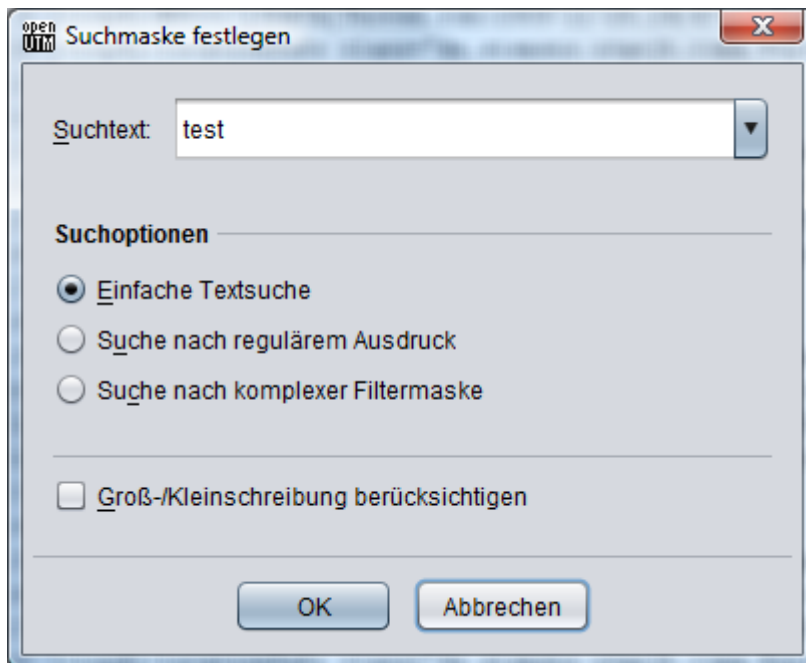 open UTM Suchmaske festlegen
Suchtext: test
Suchoptionen
Einfache Textsuche
Suche nach regulärem Ausdruck
Suche nach komplexer Filtermaske
Groß-/Kleinschreibung berücksichtigen
OK Abbrechen